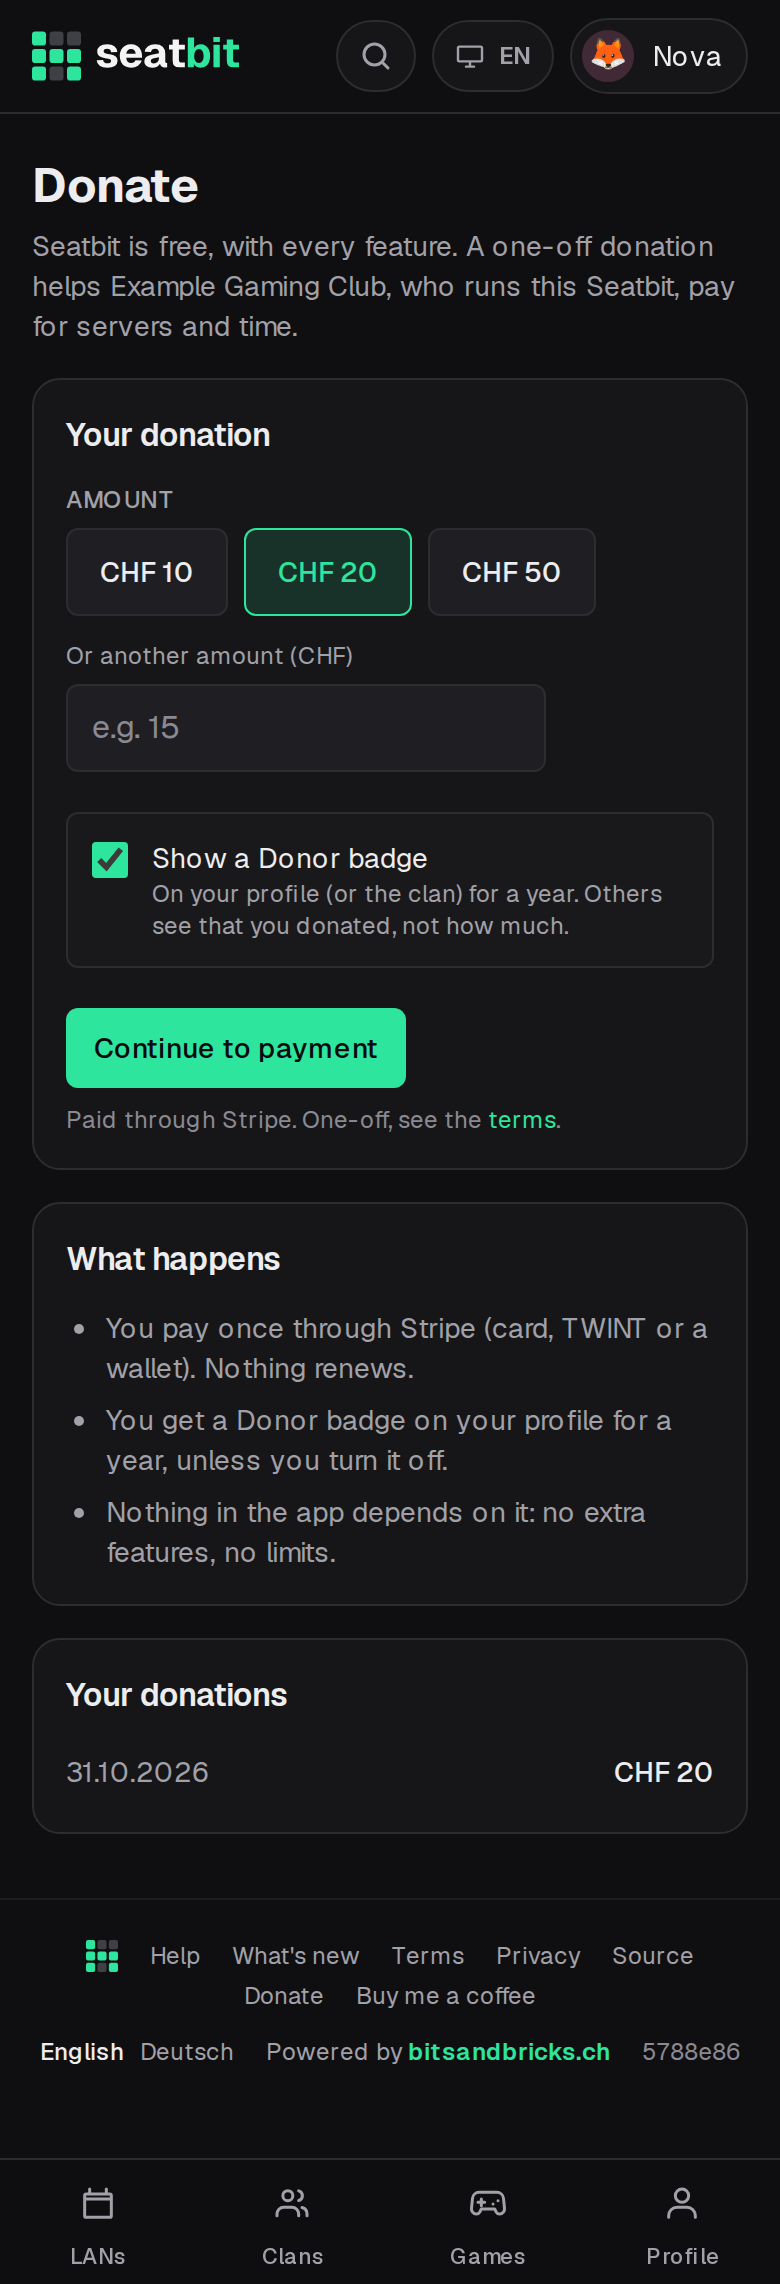 seatbit
EN
Nova
Donate
Seatbit is free, with every feature. A one-off donation
helps Example Gaming Club, who runs this Seatbit, pay
for servers and time.
Your donation
AMOUNT
CHF 10
CHF 20
CHF 50
Or another amount (CHF)
e.g. 15
Show a Donor badge
On your profile (or the clan) for a year. Others
see that you donated, not how much.
Continue to payment
Paid through Stripe. One-off, see the terms.
What happens
• You pay once through Stripe (card, TWINT or a
wallet). Nothing renews.
• You get a Donor badge on your profile for a
year, unless you turn it off.
• Nothing in the app depends on it: no extra
features, no limits.
Your donations
31.10.2026 CHF 20
Help What's new Terms Privacy Source
Donate Buy me a coffee
English Deutsch Powered by bitsandbricks.ch 5788e86
LANs Clans Games Profile